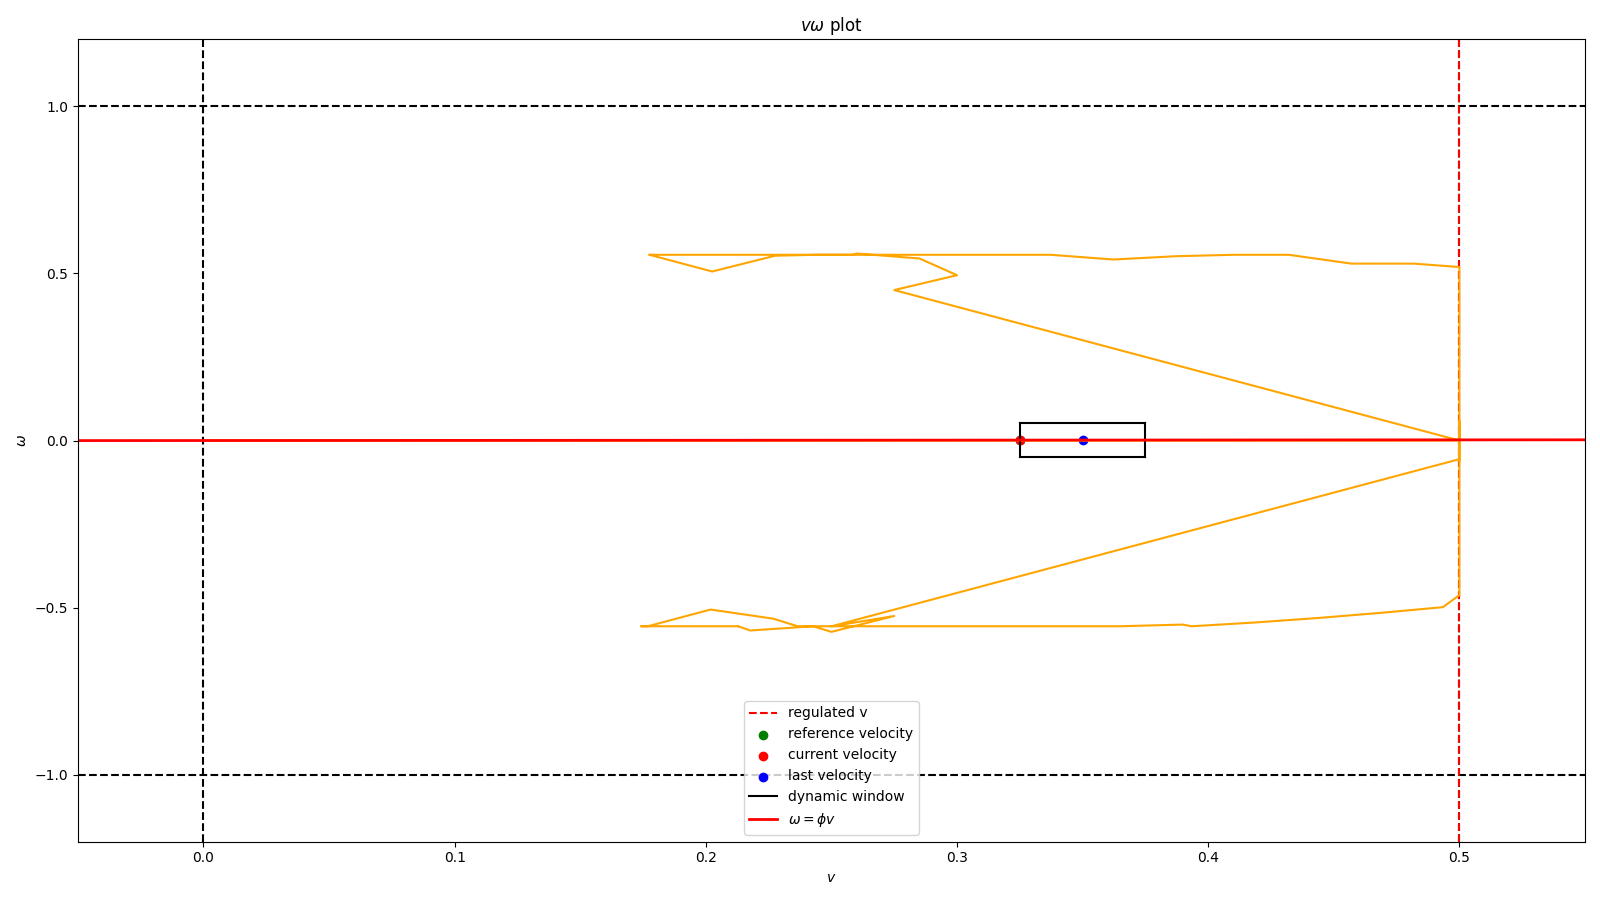 vω plot
1.0
0.5
0.0
−0.5
−1.0
ω
regulated v
reference velocity
current velocity
last velocity
dynamic window
ω = ϕv
0.0 0.1 0.2 0.3 0.4 0.5
v